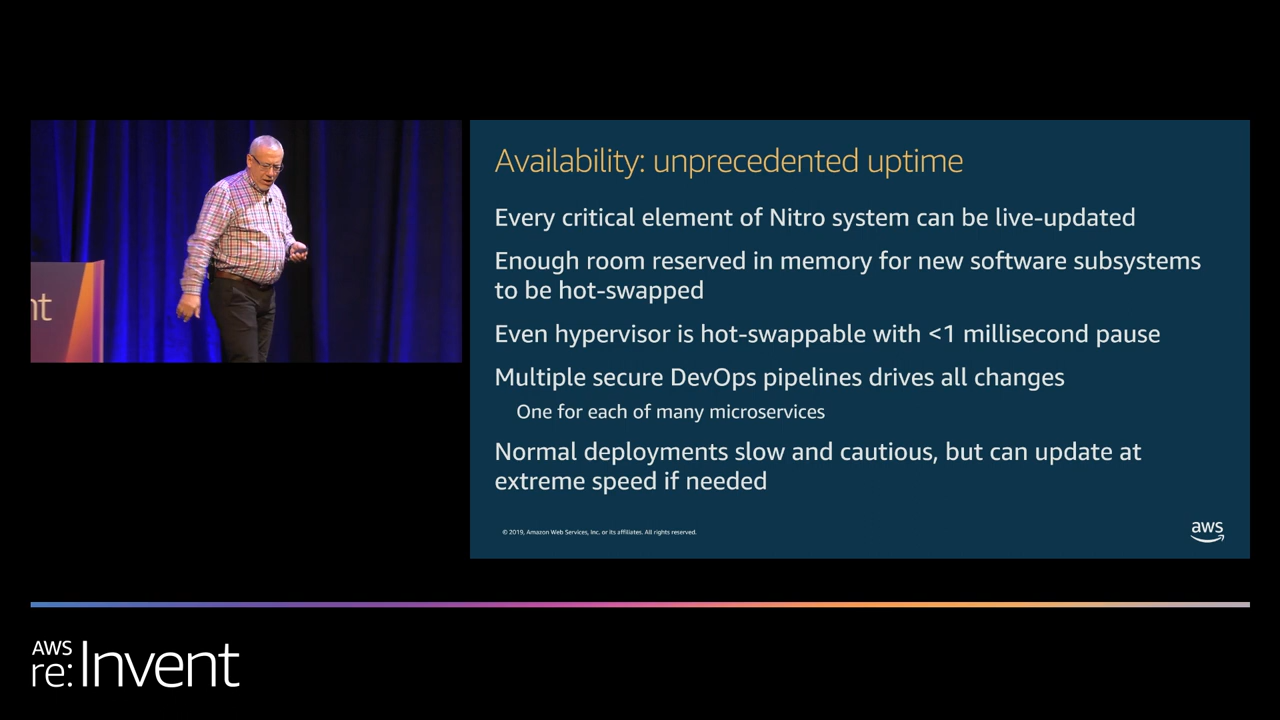 nt
Availability: unprecedented uptime
Every critical element of Nitro system can be live-updated
Enough room reserved in memory for new software subsystems
to be hot-swapped
Even hypervisor is hot-swappable with <1 millisecond pause
Multiple secure DevOps pipelines drives all changes
One for each of many microservices
Normal deployments slow and cautious, but can update at
extreme speed if needed
© 2019, Amazon Web Services, Inc. or its affiliates. All rights reserved.
aws
AWS
re:Invent